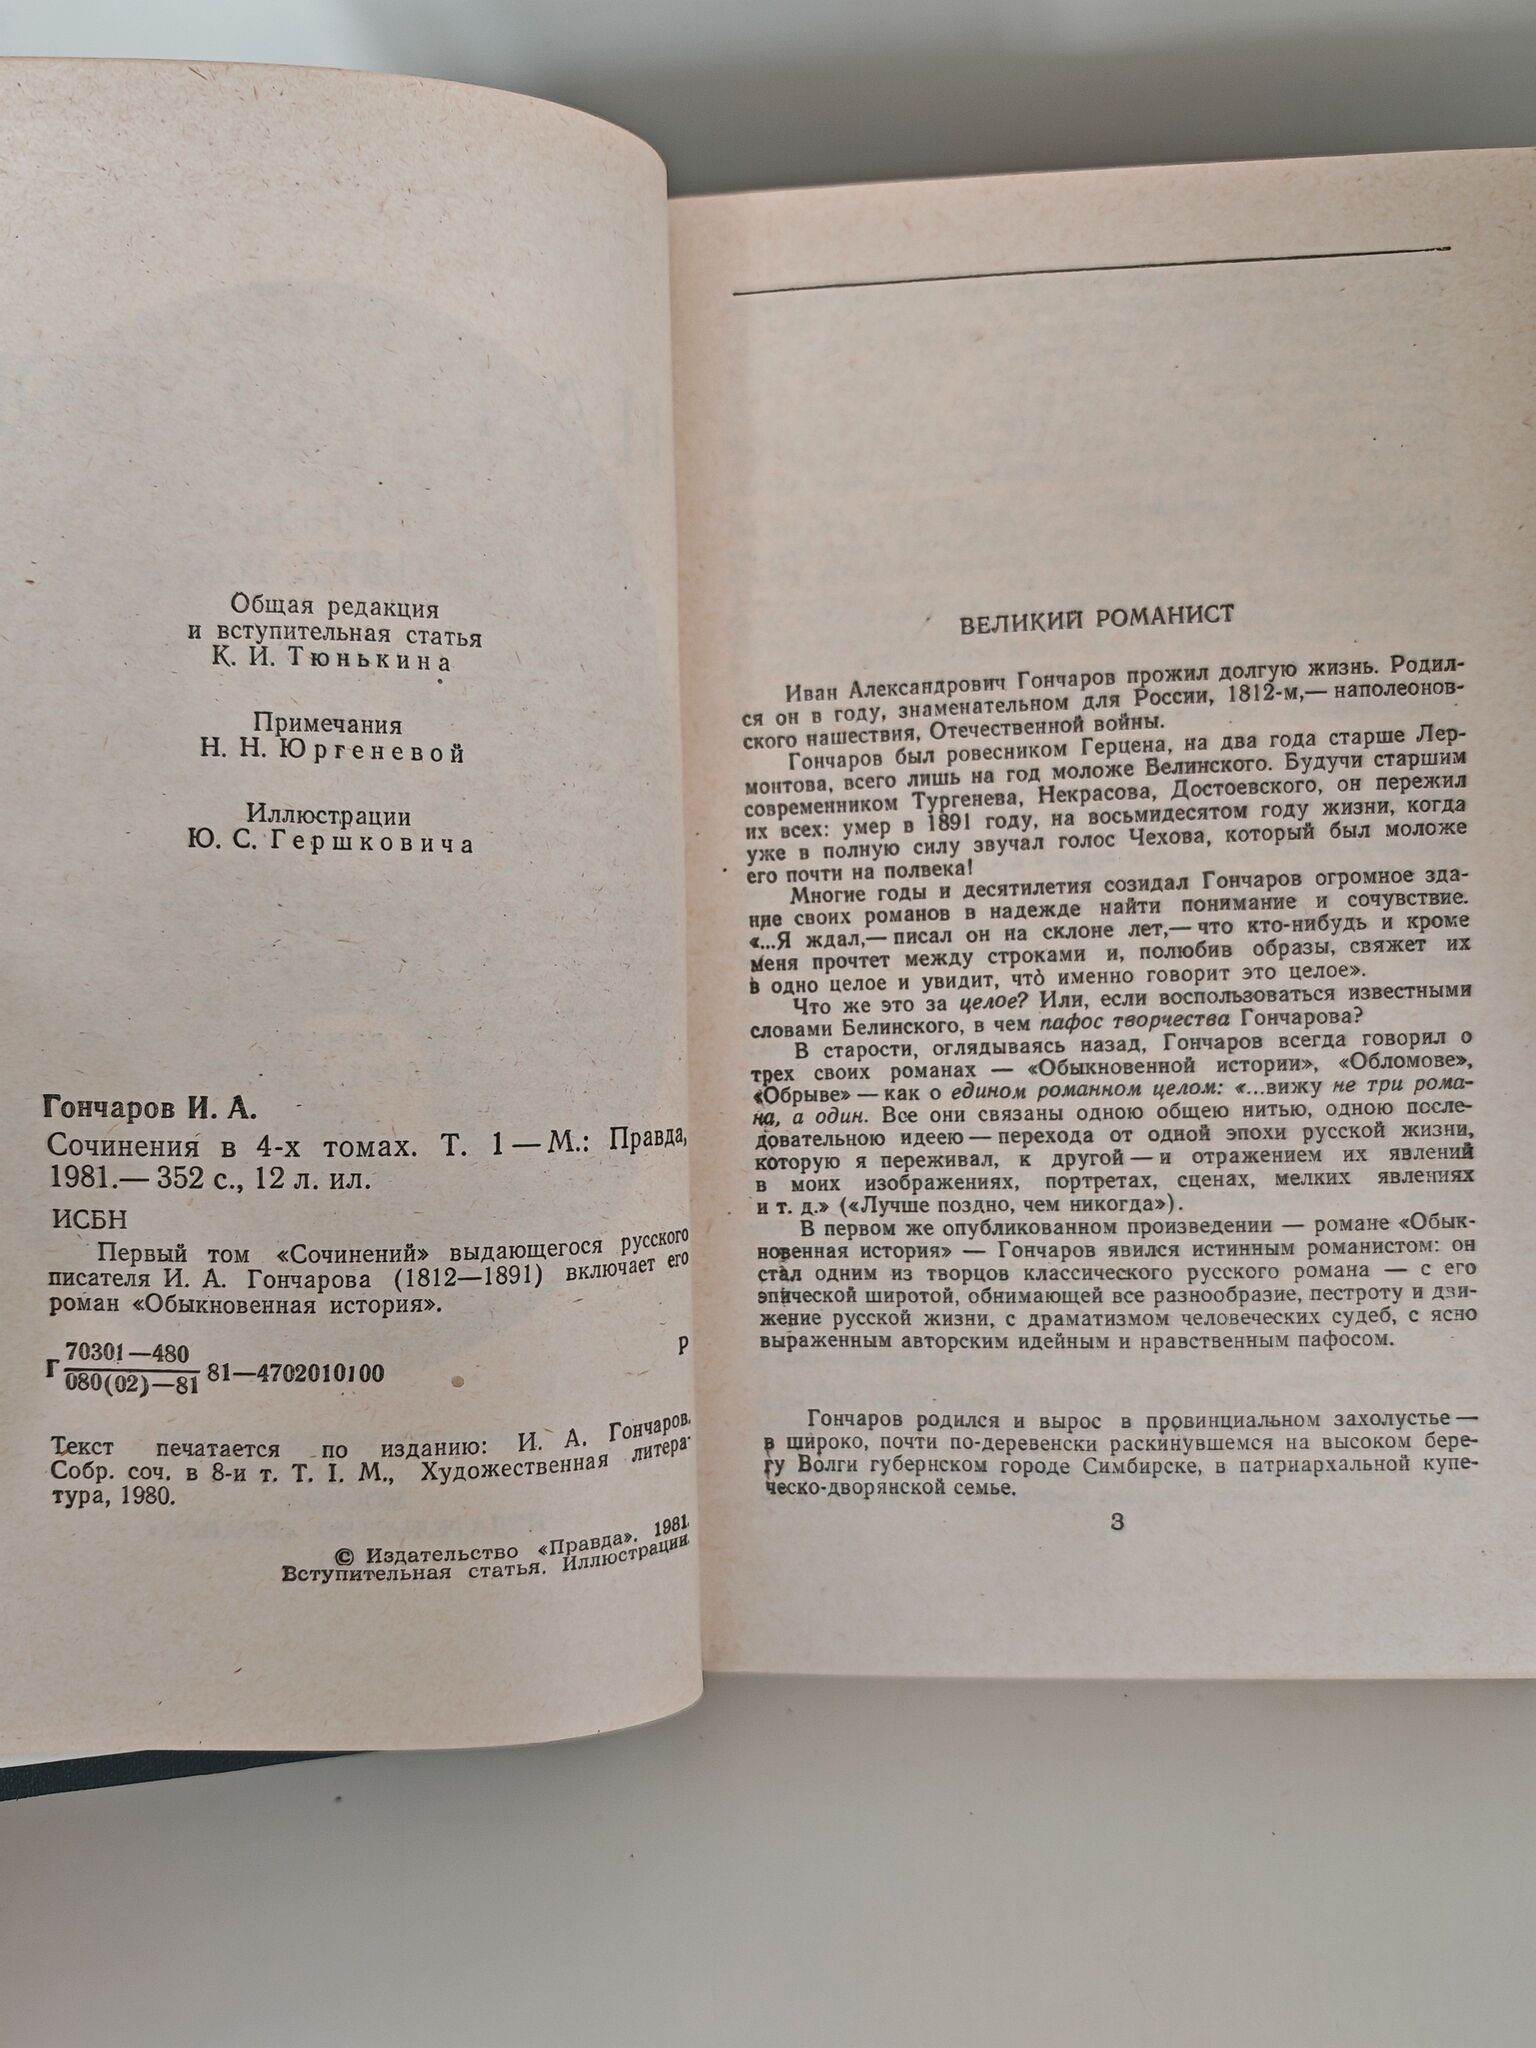 Общая редакция
и вступительная статья
К. И. Тюнькина
Примечания
Н. Н. Юргеневой
Иллюстрации
Ю. С. Гершковича
Гончаров И. А.
Сочинения в 4-х томах. Т. 1 — М.: Правда,
1981.— 352 с., 12 л. ил.
ИСБН
Первый том «Сочинений» выдающегося русского
писателя И. А. Гончарова (1812—1891) включает его
роман «Обыкновенная история».
Г 70301—480
080(02)—81 81—4702010100
Р
Текст печатается по изданию: И. А. Гончаров.
Собр. соч. в 8-и т. Т. I. М., Художественная литера-
тура, 1980.
© Издательство «Правда». 1981.
Вступительная статья. Иллюстрации.
ВЕЛИКИЙ РОМАНИСТ
Иван Александрович Гончаров прожил долгую жизнь. Родил-
ся он в году, знаменательном для России, 1812-м,— наполеонов-
ского нашествия, Отечественной войны.
Гончаров был ровесником Герцена, на два года старше Лер-
монтова, всего лишь на год моложе Белинского. Будучи старшим
современником Тургенева, Некрасова, Достоевского, он пережил
их всех: умер в 1891 году, на восьмидесятом году жизни, когда
уже в полную силу звучал голос Чехова, который был моложе
его почти на полвека!
Многие годы и десятилетия созидал Гончаров огромное зда-
ние своих романов в надежде найти понимание и сочувствие.
«...Я ждал,— писал он на склоне лет,— что кто-нибудь и кроме
меня прочтет между строками и, полюбив образы, свяжет их
в одно целое и увидит, что́ именно говорит это целое».
Что же это за целое? Или, если воспользоваться известными
словами Белинского, в чем пафос творчества Гончарова?
В старости, оглядываясь назад, Гончаров всегда говорил о
трех своих романах — «Обыкновенной истории», «Обломове»,
«Обрыве» — как о едином романном целом: «...вижу не три рома-
на, а один. Все они связаны одною общею нитью, одною после-
довательною идеею — перехода от одной эпохи русской жизни,
которую я переживал, к другой — и отражением их явлений
в моих изображениях, портретах, сценах, мелких явлениях
и т. д.» («Лучше поздно, чем никогда»).
В первом же опубликованном произведении — романе «Обык-
новенная история» — Гончаров явился истинным романистом: он
стал одним из творцов классического русского романа — с его
эпической широтой, обнимающей все разнообразие, пестроту и дви-
жение русской жизни, с драматизмом человеческих судеб, с ясно
выраженным авторским идейным и нравственным пафосом.
Гончаров родился и вырос в провинциальном захолустье —
в широко, почти по-деревенски раскинувшемся на высоком бере-
гу Волги губернском городе Симбирске, в патриархальной купе-
ческо-дворянской семье.
3